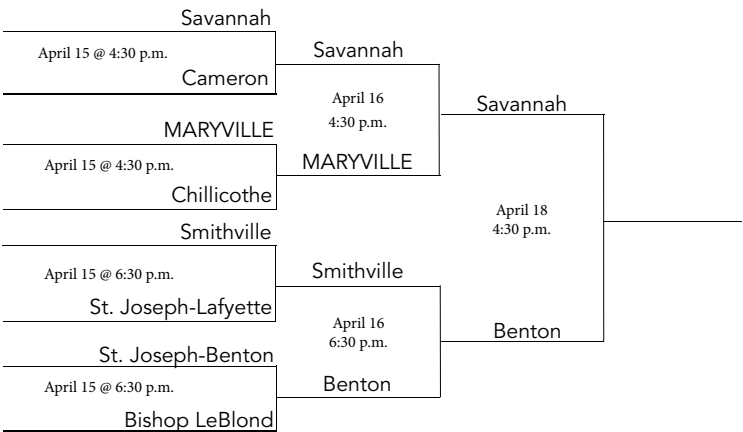 Savannah
April 15 @ 4:30 p.m.
Cameron
MARYVILLE
April 15 @ 4:30 p.m.
Chillicothe
Smithville
April 15 @ 6:30 p.m.
St. Joseph-Lafyette
St. Joseph-Benton
April 15 @ 6:30 p.m.
Bishop LeBlond
Savannah
April 16
4:30 p.m.
MARYVILLE
Smithville
April 16
6:30 p.m.
Benton
Savannah
April 18
4:30 p.m.
Benton